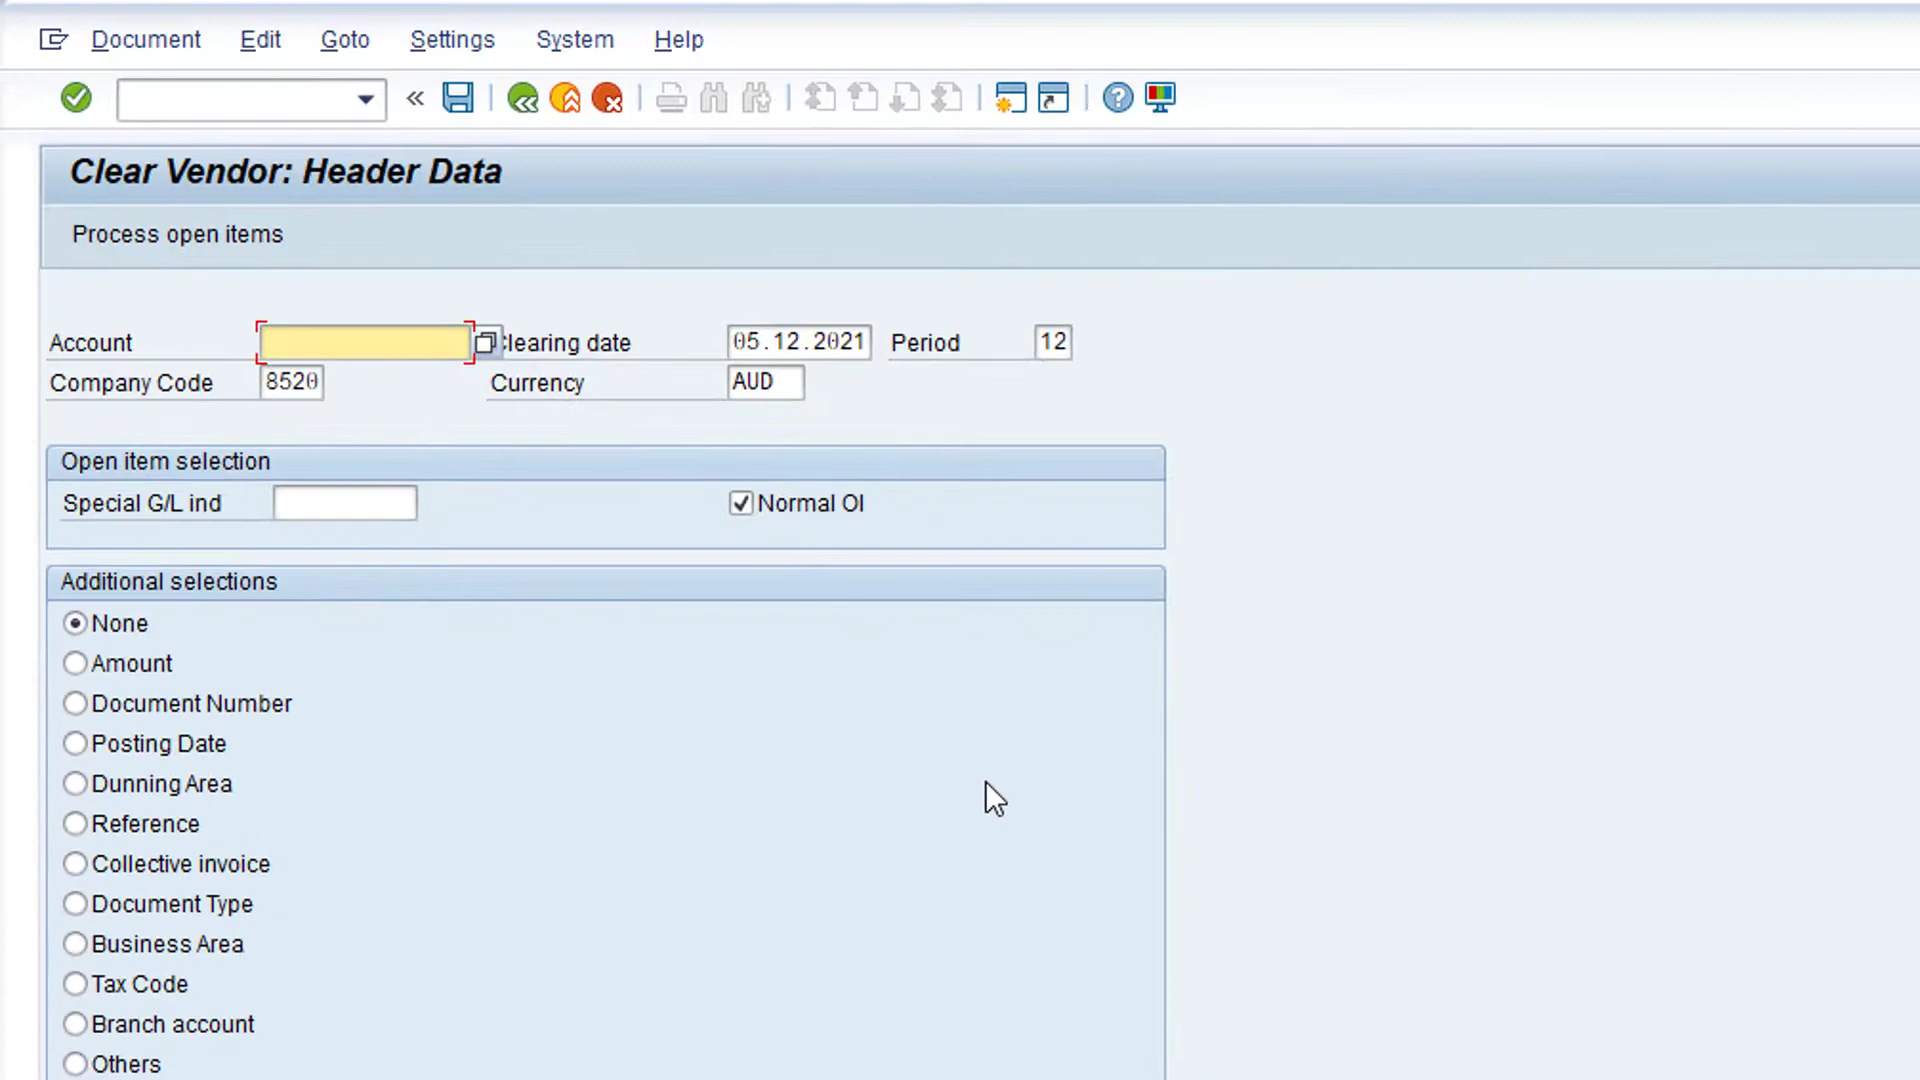 Document Edit Goto Settings System Help
Clear Vendor: Header Data
Process open items
Account Clearing date 05.12.2021 Period 12
Company Code 8520 Currency AUD
Open item selection
Special G/L ind Normal OI
Additional selections
None
Amount
Document Number
Posting Date
Dunning Area
Reference
Collective invoice
Document Type
Business Area
Tax Code
Branch account
Others